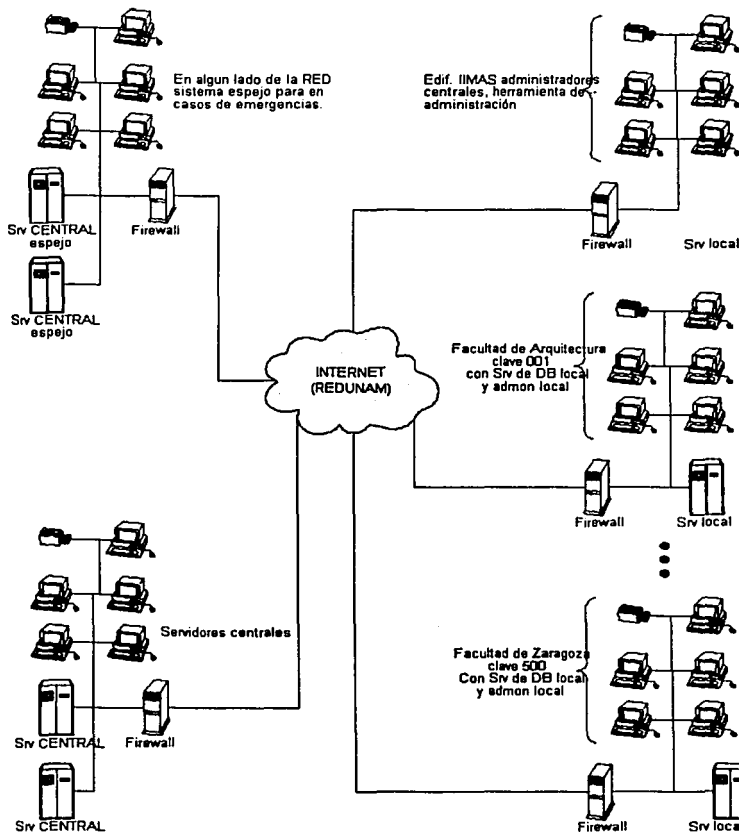 En algun lado de la RED
sistema espejo para en
casos de emergencias.
Srv CENTRAL
espejo
Firewall
Srv CENTRAL
espejo
Edif. IIMAS administradores
centrales, herramienta de
administración
Firewall
Srv local
INTERNET
(REDUNAM)
Facultad de Arquitectura
clave 001
con Srv de DB local
y admon local
Firewall
Srv local
Servidores centrales
Srv CENTRAL
Firewall
Srv CENTRAL
Facultad de Zaragoza
clave 500
Con Srv de DB local
y admon local
Firewall
Srv local